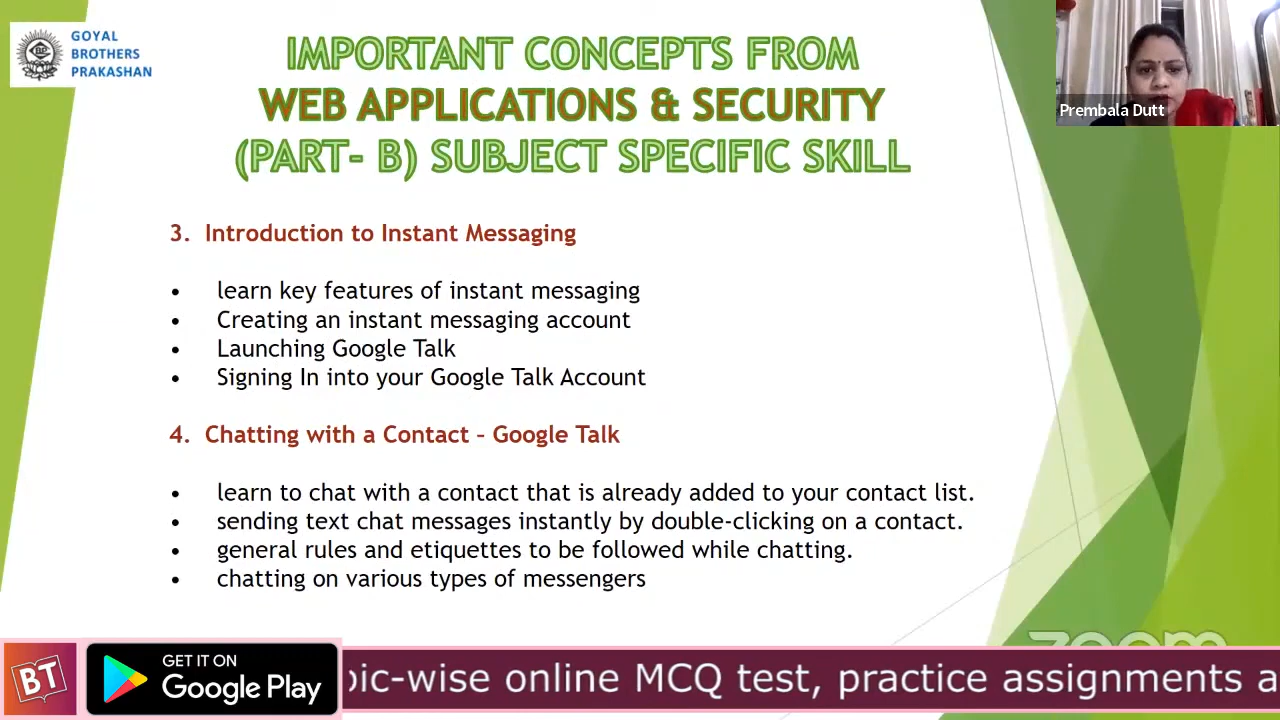 GOYAL
BROTHERS
PRAKASHAN
IMPORTANT CONCEPTS FROM
WEB APPLICATIONS & SECURITY
(PART- B) SUBJECT SPECIFIC SKILL
Prembala Dutt
3. Introduction to Instant Messaging
• learn key features of instant messaging
• Creating an instant messaging account
• Launching Google Talk
• Signing In into your Google Talk Account
4. Chatting with a Contact – Google Talk
• learn to chat with a contact that is already added to your contact list.
• sending text chat messages instantly by double-clicking on a contact.
• general rules and etiquettes to be followed while chatting.
• chatting on various types of messengers
zoom
BT
GET IT ON
Google Play
pic-wise online MCQ test, practice assignments a